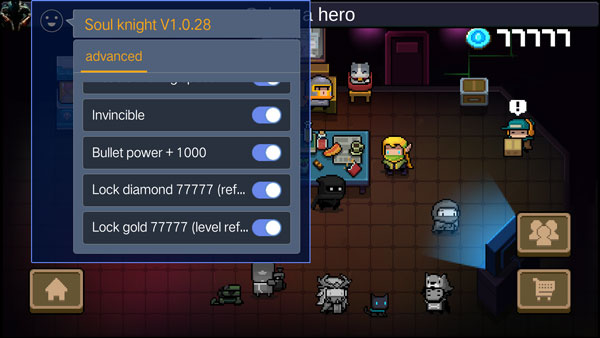 Soul knight V1.0.28
a hero
77777
advanced
Invincible
Bullet power + 1000
Lock diamond 77777 (ref...
Lock gold 77777 (level ref...